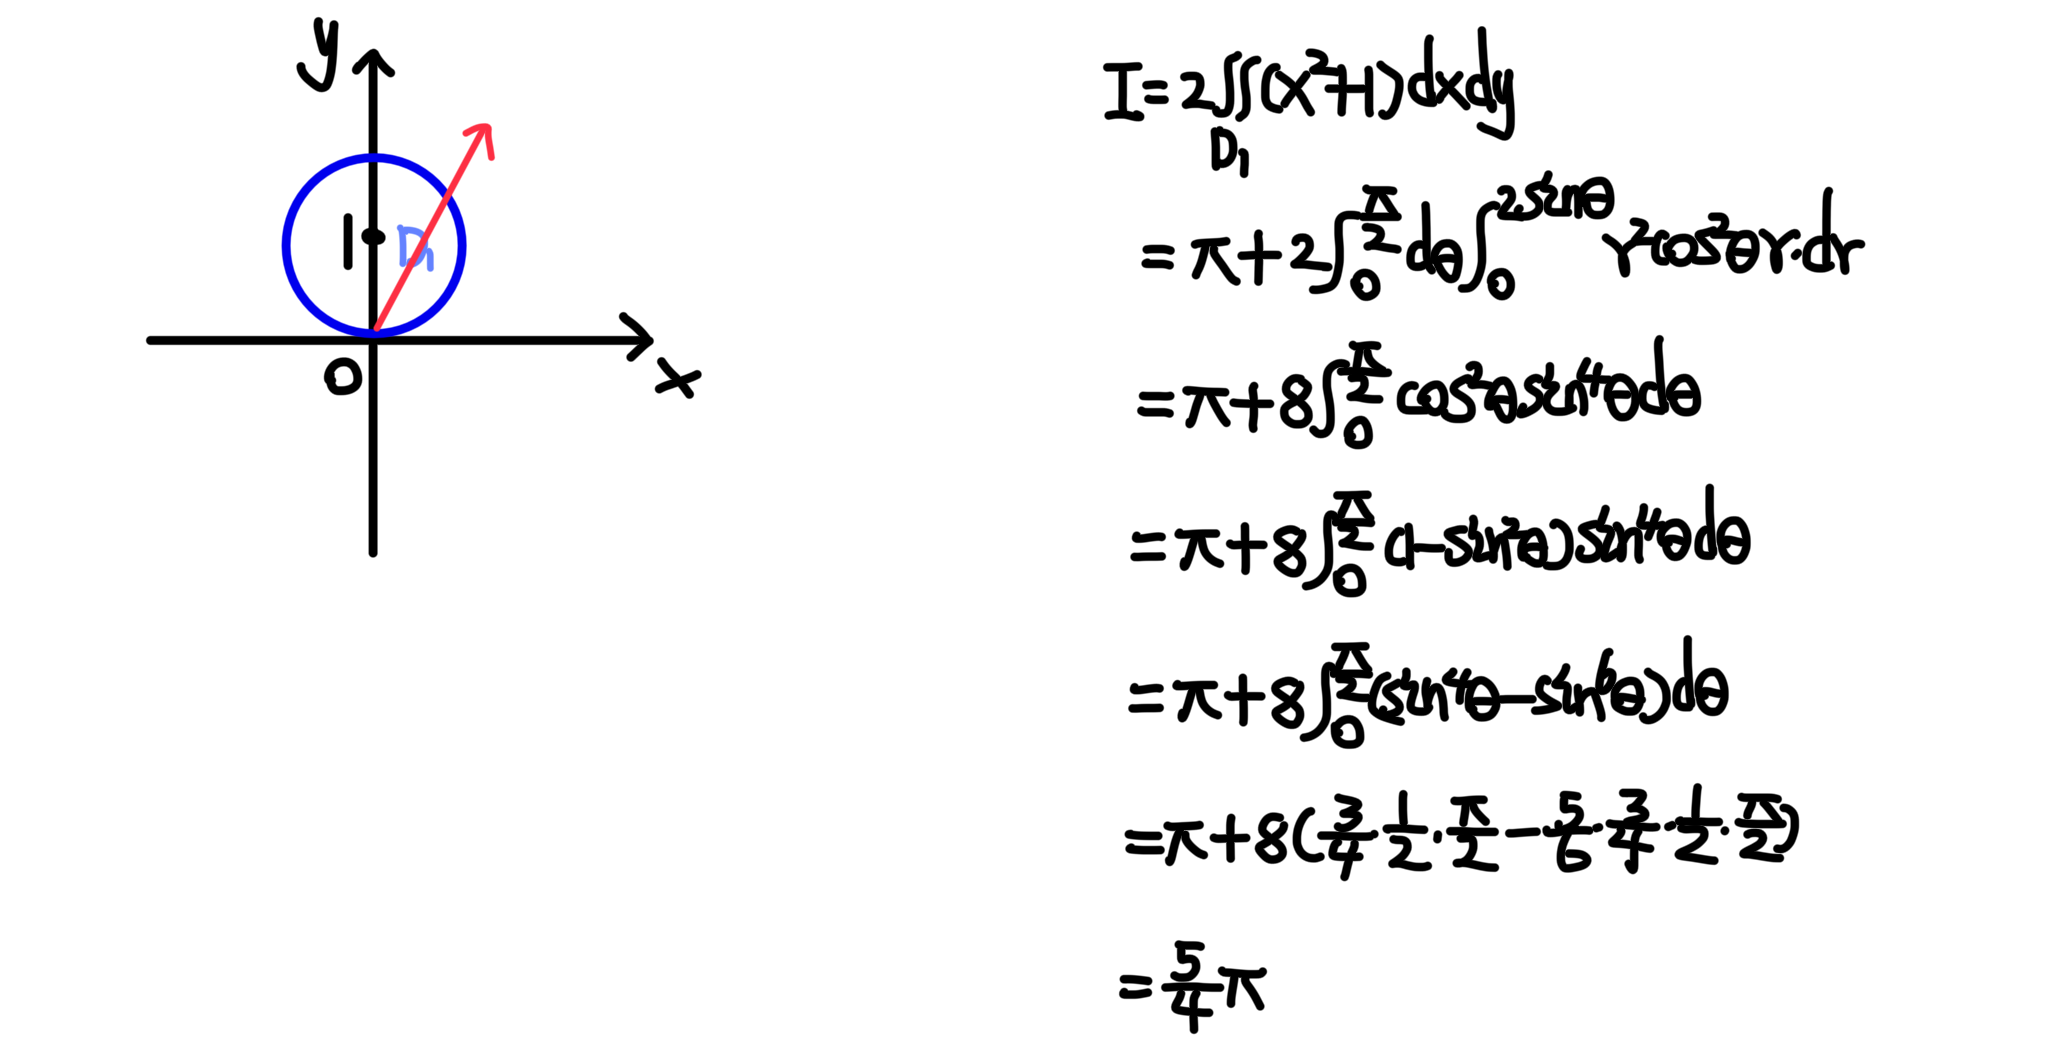 y
1
D₁
O
x
I=2∬(x²+1)dxdy
D₁
=π+2∫₀^{π/2}dθ∫₀^{2sinθ}r²cos²θr·dr
=π+8∫₀^{π/2}cos²θsin⁴θdθ
=π+8∫₀^{π/2}(1-sin²θ)sin⁴θdθ
=π+8∫₀^{π/2}(sin⁴θ-sin⁶θ)dθ
=π+8(3/4·1/2·π/2-5/6·3/4·1/2·π/2)
=5/4π